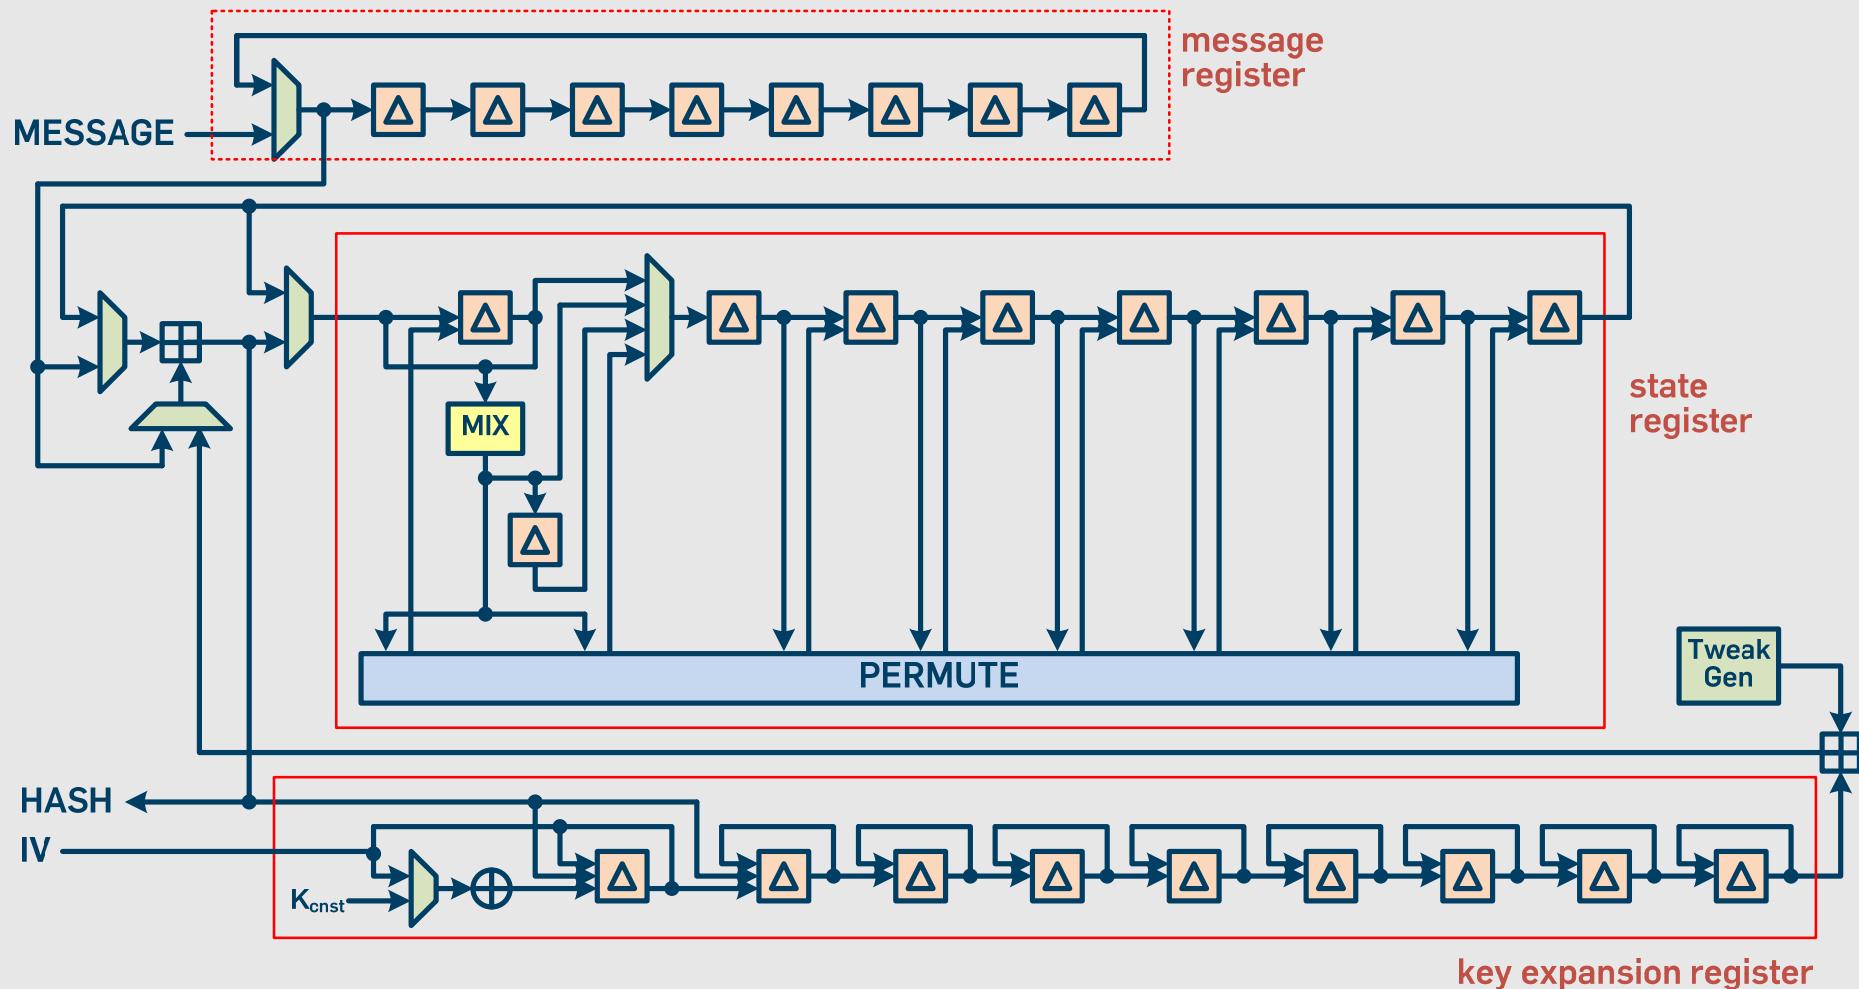 message
register
MESSAGE
MIX
state
register
PERMUTE
Tweak
Gen
HASH
IV
Kcnst
key expansion register